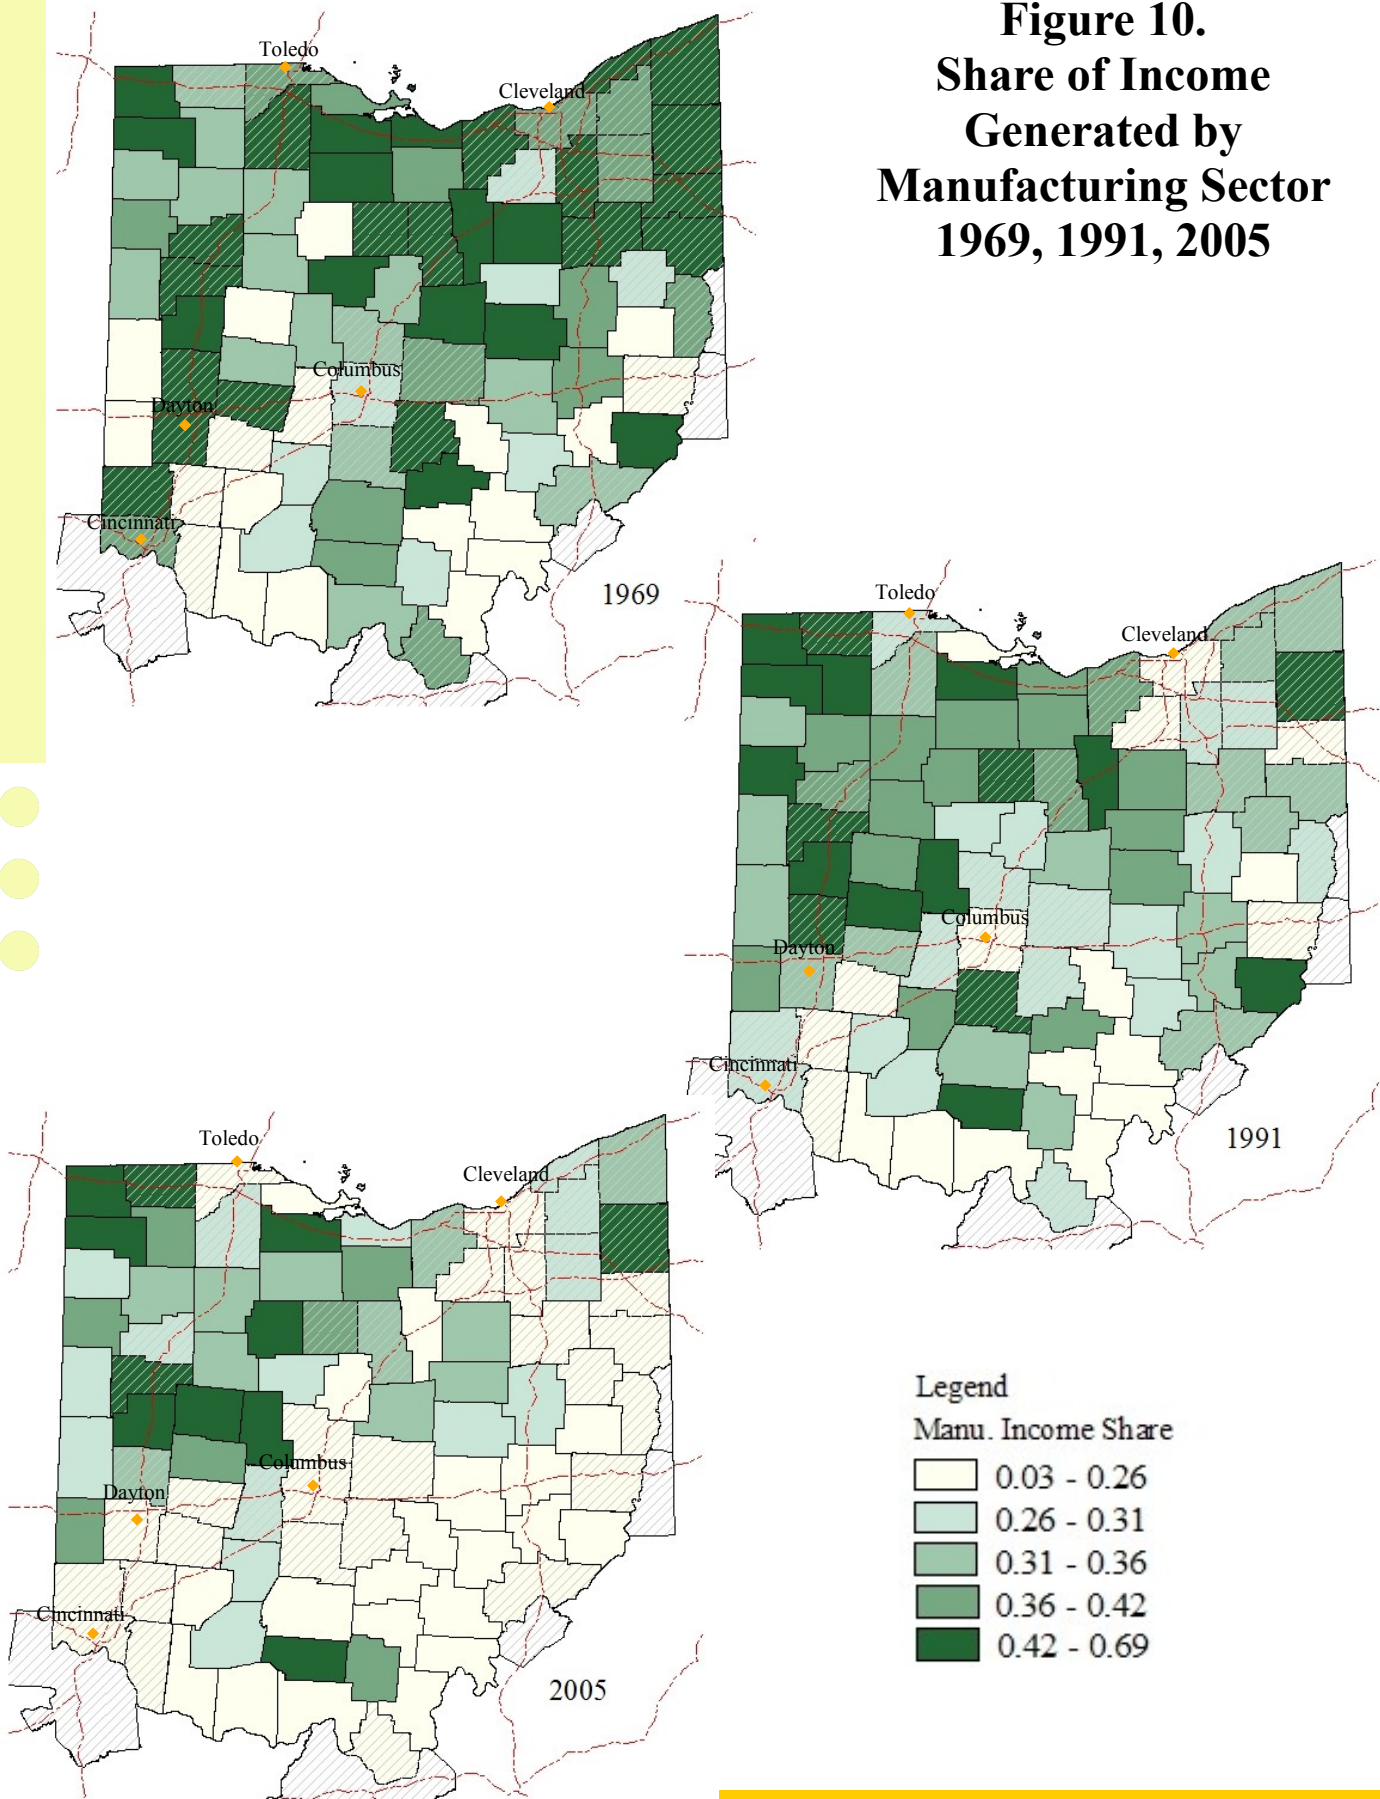 Figure 10.
Share of Income
Generated by
Manufacturing Sector
1969, 1991, 2005
Toledo
Cleveland
Columbus
Dayton
Cincinnati
1969
Toledo
Cleveland
Columbus
Dayton
Cincinnati
1991
Toledo
Cleveland
Columbus
Dayton
Cincinnati
2005
Legend
Manu. Income Share
0.03 - 0.26
0.26 - 0.31
0.31 - 0.36
0.36 - 0.42
0.42 - 0.69